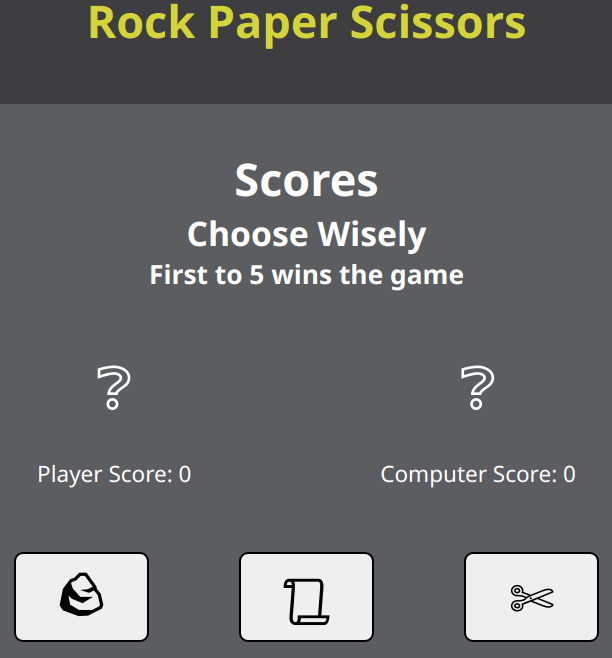 Rock Paper Scissors
Scores
Choose Wisely
First to 5 wins the game
? ?
Player Score: 0 Computer Score: 0